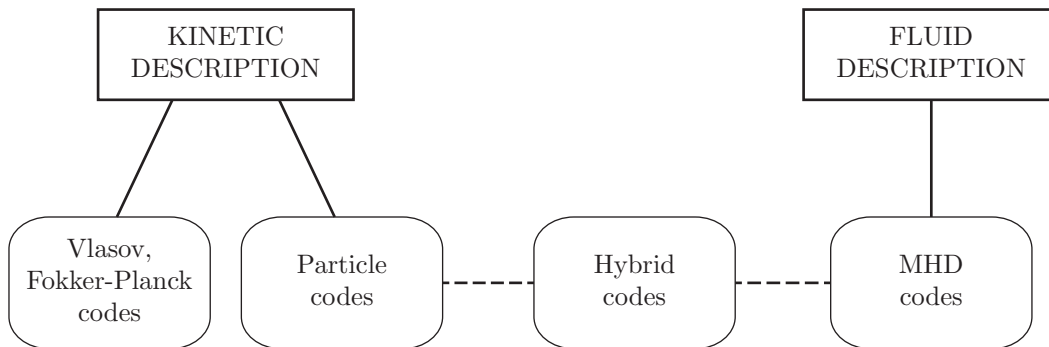 KINETIC
DESCRIPTION
FLUID
DESCRIPTION
Vlasov,
Fokker-Planck
codes
Particle
codes
Hybrid
codes
MHD
codes